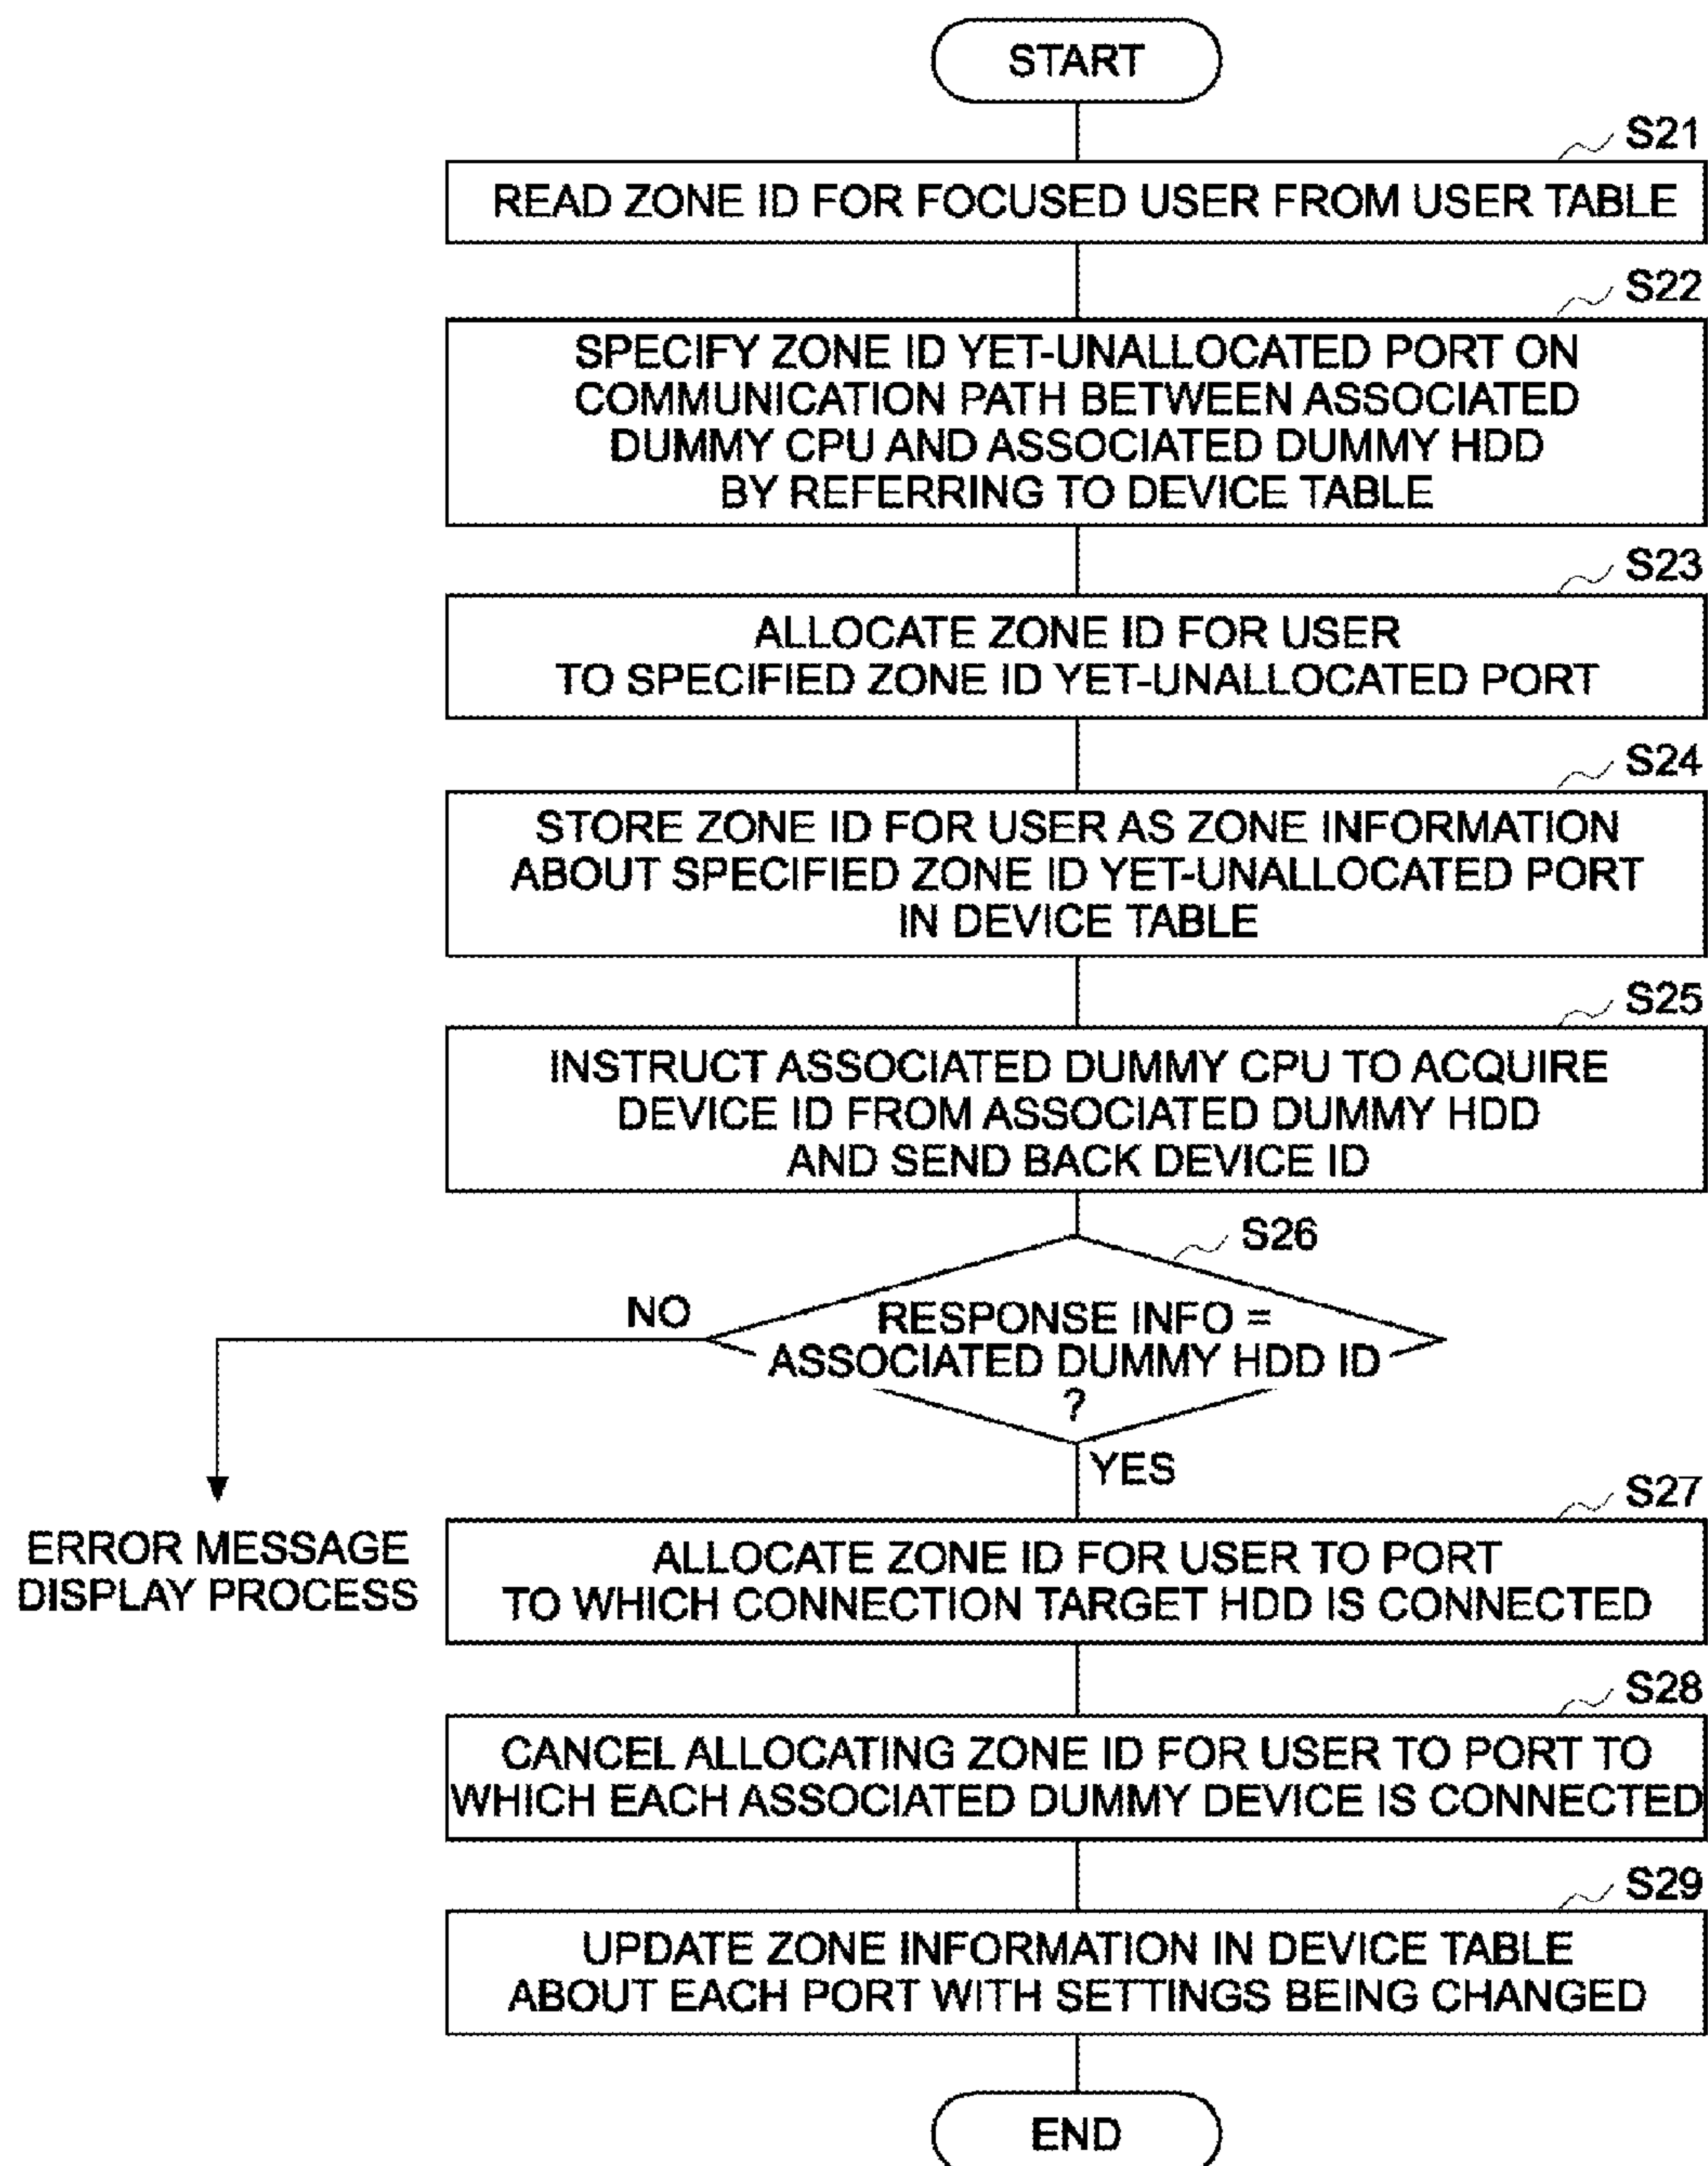 START
S21
READ ZONE ID FOR FOCUSED USER FROM USER TABLE
S22
SPECIFY ZONE ID YET-UNALLOCATED PORT ON
COMMUNICATION PATH BETWEEN ASSOCIATED
DUMMY CPU AND ASSOCIATED DUMMY HDD
BY REFERRING TO DEVICE TABLE
S23
ALLOCATE ZONE ID FOR USER
TO SPECIFIED ZONE ID YET-UNALLOCATED PORT
S24
STORE ZONE ID FOR USER AS ZONE INFORMATION
ABOUT SPECIFIED ZONE ID YET-UNALLOCATED PORT
IN DEVICE TABLE
S25
INSTRUCT ASSOCIATED DUMMY CPU TO ACQUIRE
DEVICE ID FROM ASSOCIATED DUMMY HDD
AND SEND BACK DEVICE ID
S26
NO
RESPONSE INFO =
ASSOCIATED DUMMY HDD ID
?
YES
ERROR MESSAGE
DISPLAY PROCESS
S27
ALLOCATE ZONE ID FOR USER TO PORT
TO WHICH CONNECTION TARGET HDD IS CONNECTED
S28
CANCEL ALLOCATING ZONE ID FOR USER TO PORT TO
WHICH EACH ASSOCIATED DUMMY DEVICE IS CONNECTED
S29
UPDATE ZONE INFORMATION IN DEVICE TABLE
ABOUT EACH PORT WITH SETTINGS BEING CHANGED
END